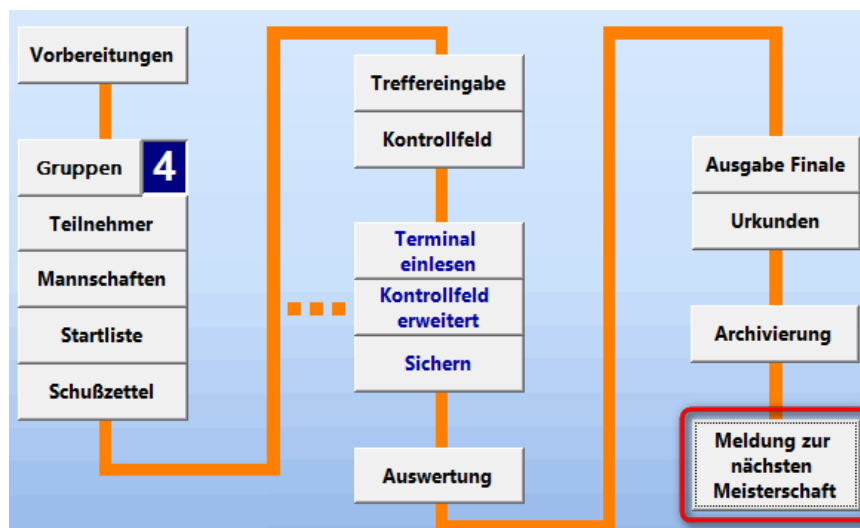 Vorbereitungen
Gruppen 4
Teilnehmer
Mannschaften
Startliste
Schußzettel
Treffereingabe
Kontrollfeld
Terminal
einlesen
Kontrollfeld
erweitert
Sichern
Auswertung
Ausgabe Finale
Urkunden
Archivierung
Meldung zur
nächsten
Meisterschaft